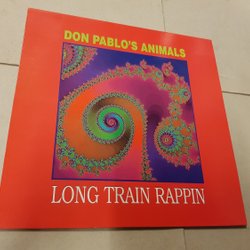 DON PABLO'S ANIMALS
LONG TRAIN RAPPIN